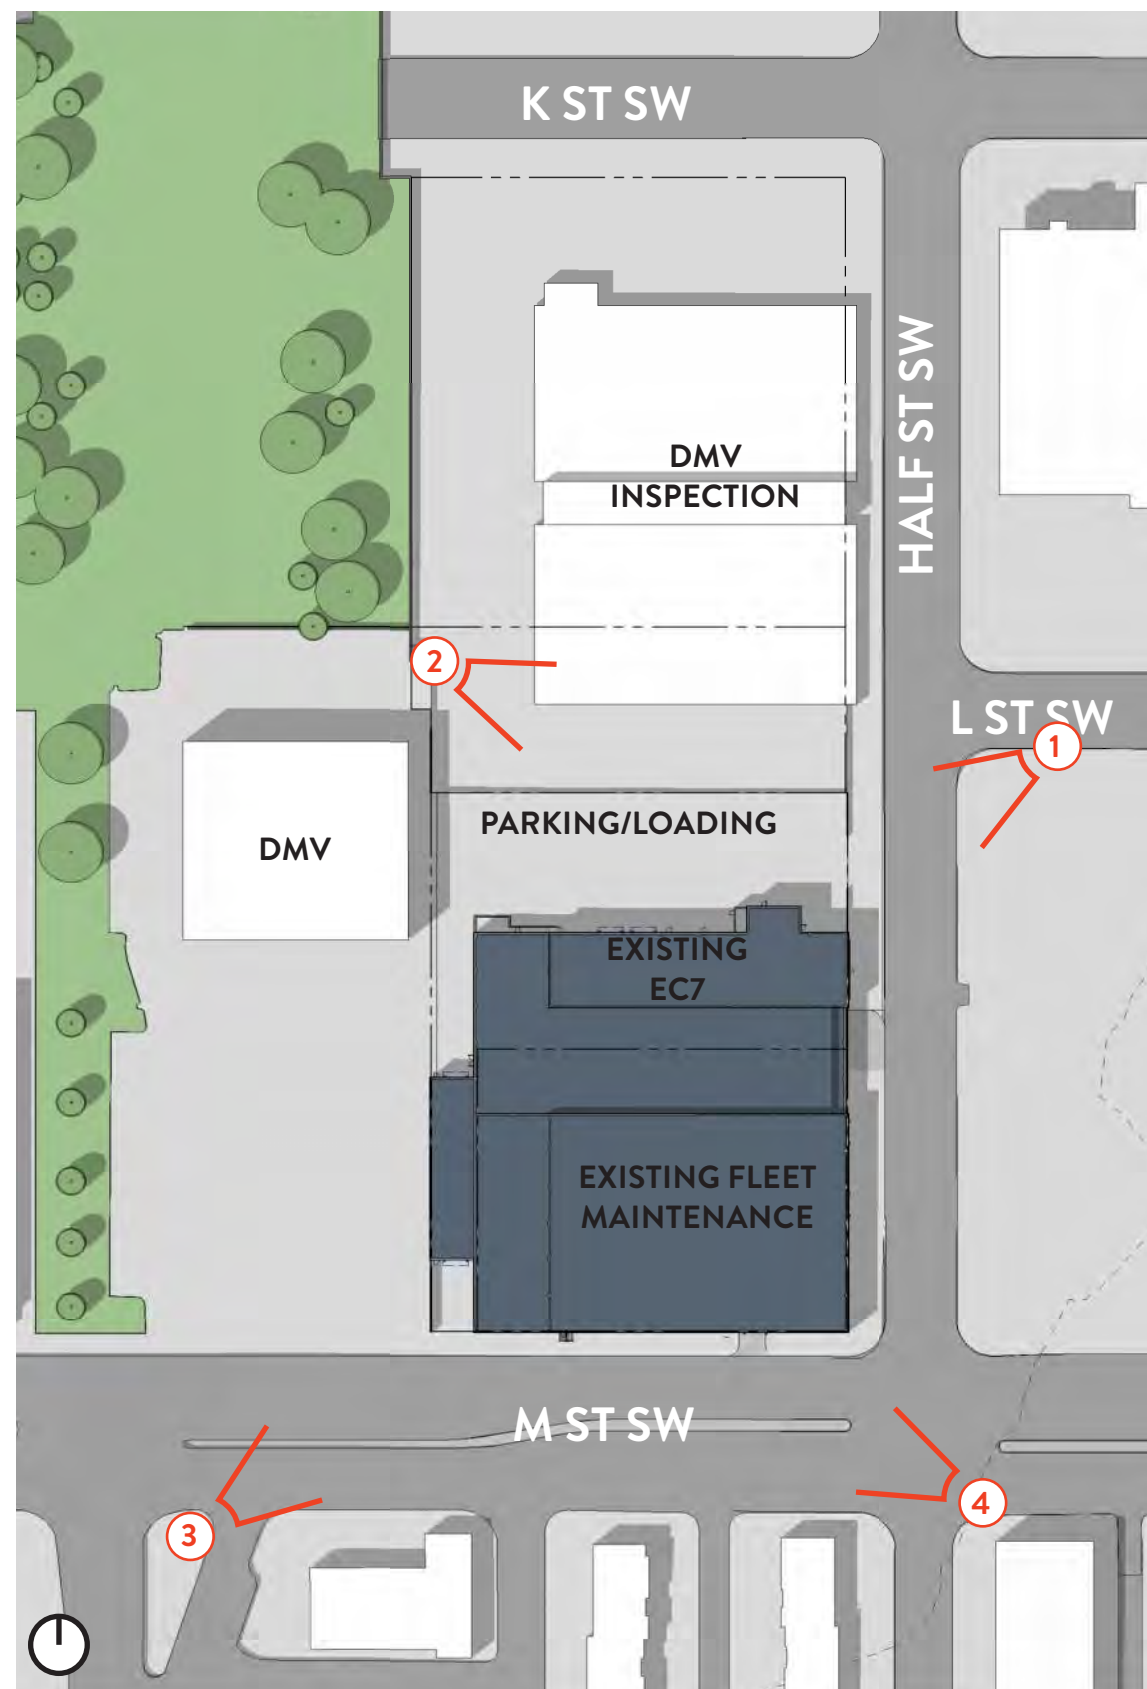 K ST SW
HALF ST SW
DMV
INSPECTION
2
L ST SW
1
PARKING/LOADING
DMV
EXISTING
EC7
EXISTING FLEET
MAINTENANCE
M ST SW
4
3